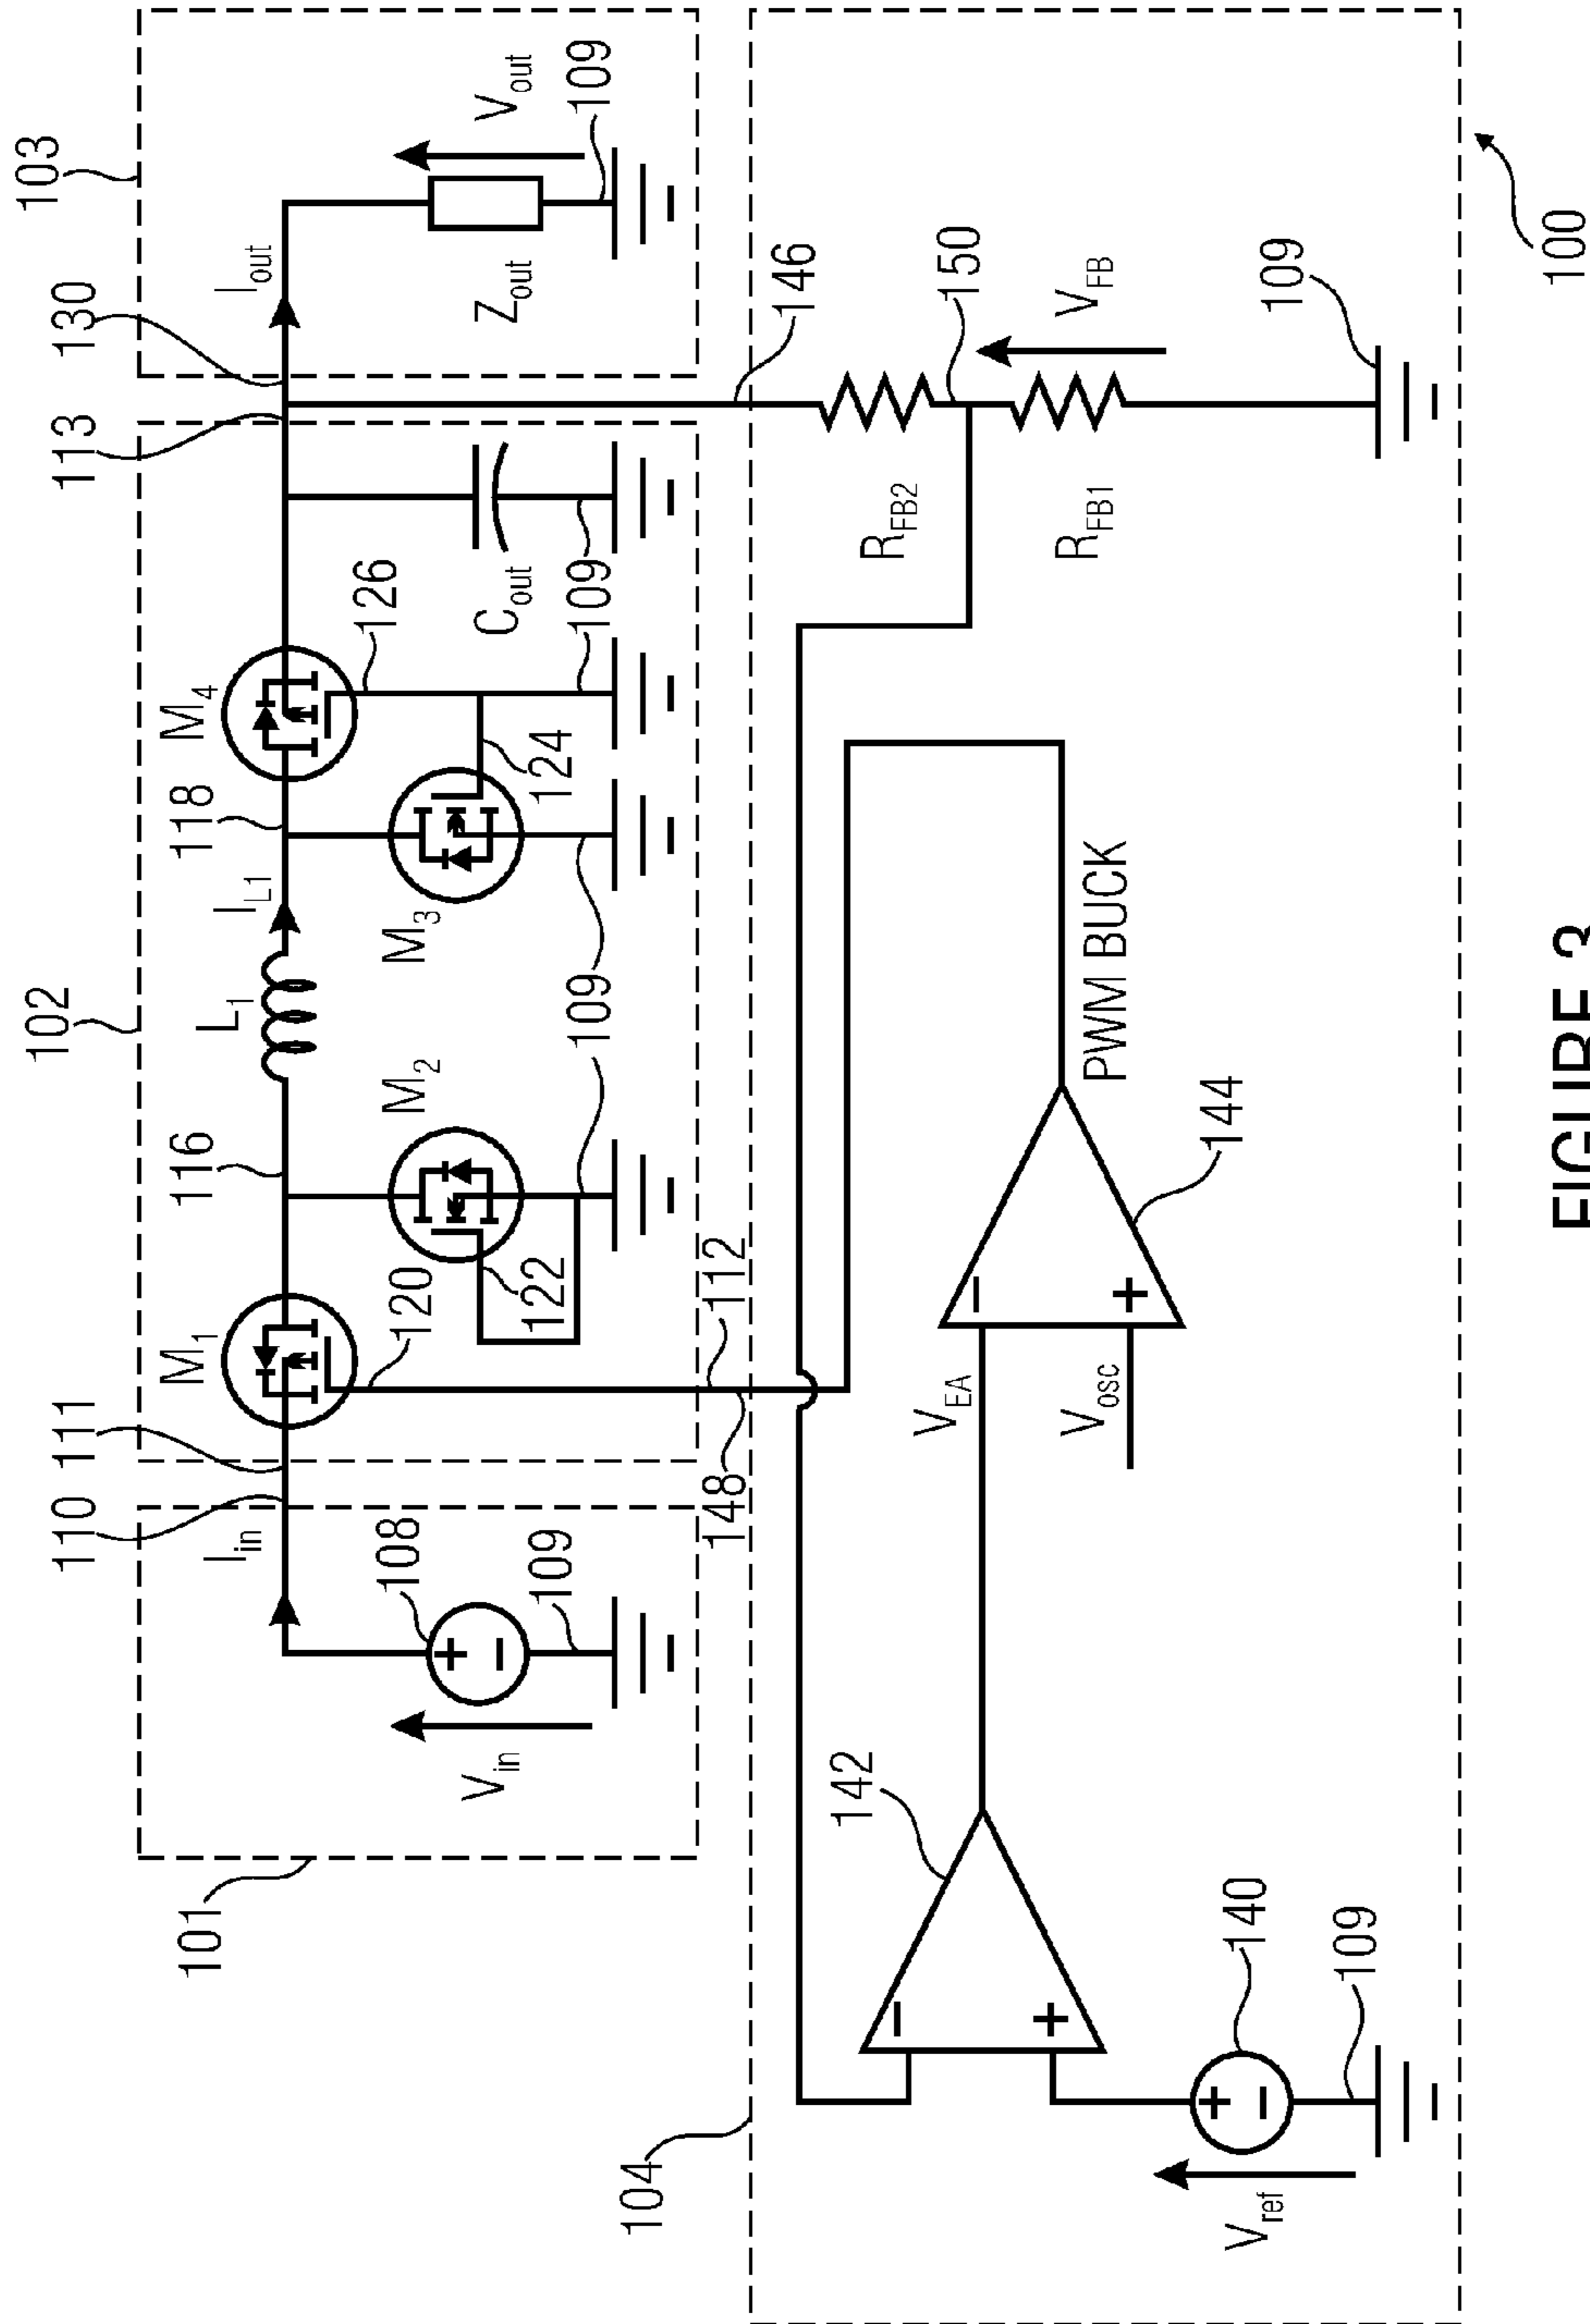 102
103
110
111
113
130
101
M1
116
118
M4
Iin
L1
IL1
Iout
108
120
M2
M3
126
Vin
Cout
Zout
Vout
109
122
124
109
109
109
104
148
112
146
142
RFB2
VEA
150
Vosc
RFB1
VFB
PWM BUCK
144
Vref
140
109
109
100
FIGURE 3
− + − +
+ − + −